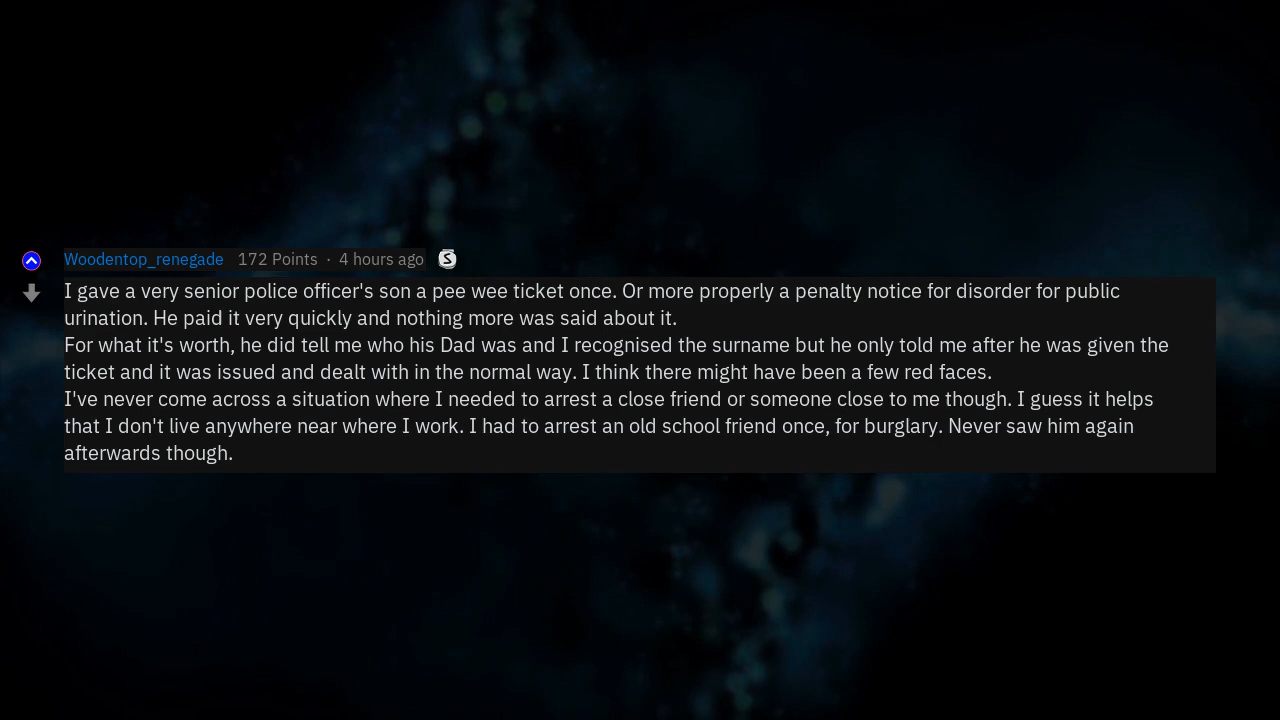 Woodentop_renegade 172 Points · 4 hours ago S
I gave a very senior police officer's son a pee wee ticket once. Or more properly a penalty notice for disorder for public
urination. He paid it very quickly and nothing more was said about it.
For what it's worth, he did tell me who his Dad was and I recognised the surname but he only told me after he was given the
ticket and it was issued and dealt with in the normal way. I think there might have been a few red faces.
I've never come across a situation where I needed to arrest a close friend or someone close to me though. I guess it helps
that I don't live anywhere near where I work. I had to arrest an old school friend once, for burglary. Never saw him again
afterwards though.